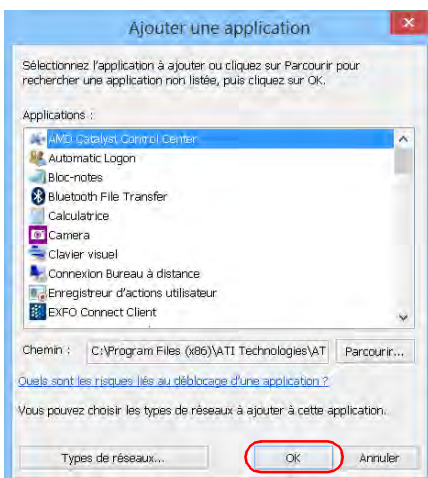 Ajouter une application
Sélectionnez l'application à ajouter ou cliquez sur Parcourir pour
rechercher une application non listée, puis cliquez sur OK.
Applications :
AMD Catalyst Control Center
Automatic Logon
Bloc-notes
Bluetooth File Transfer
Calculatrice
Camera
Clavier visuel
Connexion Bureau à distance
Enregistreur d'actions utilisateur
EXFO Connect Client
Chemin : C:\Program Files (x86)\ATI Technologies\AT Parcourir...
Quels sont les risques liés au déblocage d'une application ?
Vous pouvez choisir les types de réseaux à ajouter à cette application.
Types de réseaux... OK Annuler